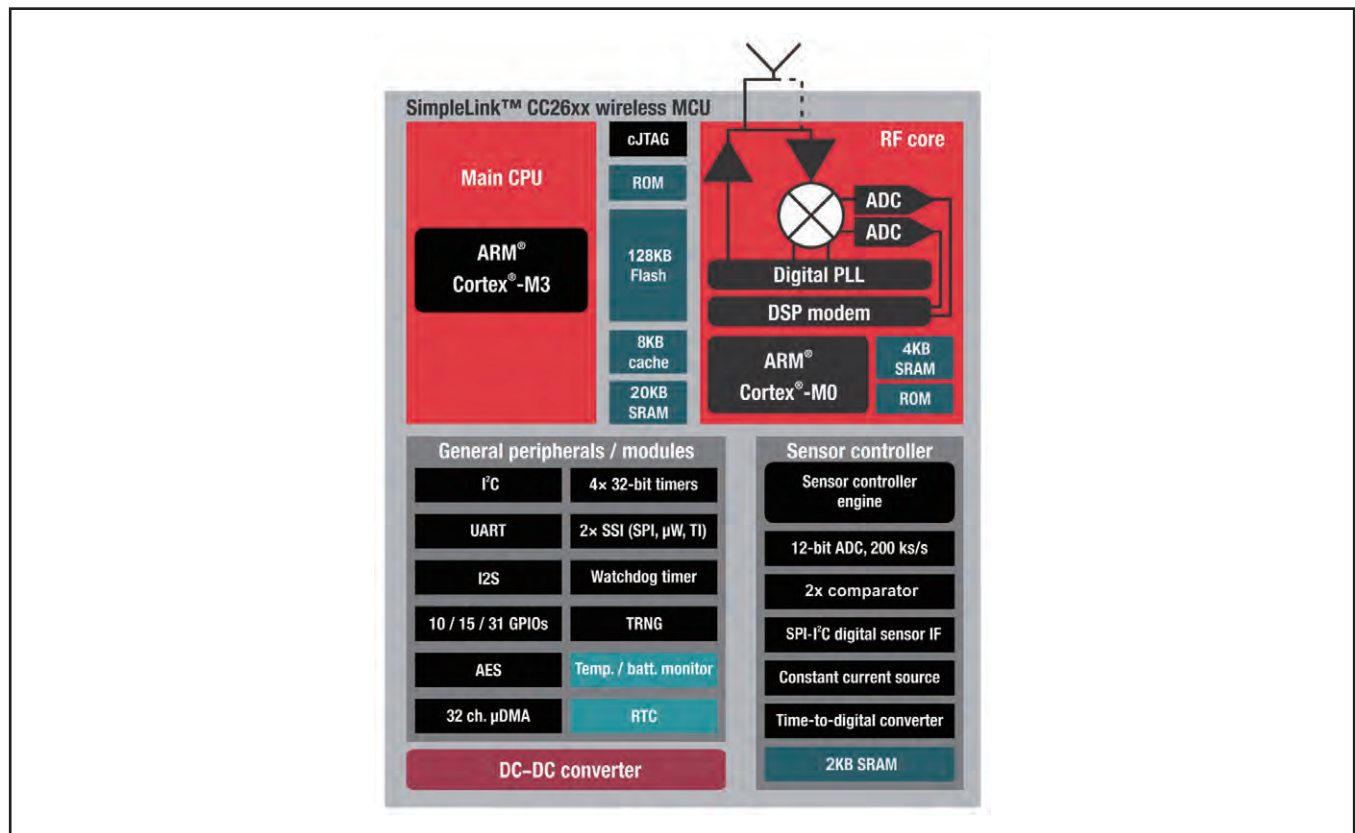 SimpleLink™ CC26xx wireless MCU
Main CPU
ARM®
Cortex®-M3
cJTAG
ROM
128KB
Flash
8KB
cache
20KB
SRAM
RF core
ADC
ADC
Digital PLL
DSP modem
ARM®
Cortex®-M0
4KB
SRAM
ROM
General peripherals / modules
I²C
4× 32-bit timers
UART
2× SSI (SPI, µW, TI)
I2S
Watchdog timer
10 / 15 / 31 GPIOs
TRNG
AES
Temp. / batt. monitor
32 ch. µDMA
RTC
DC–DC converter
Sensor controller
Sensor controller
engine
12-bit ADC, 200 ks/s
2x comparator
SPI-I²C digital sensor IF
Constant current source
Time-to-digital converter
2KB SRAM